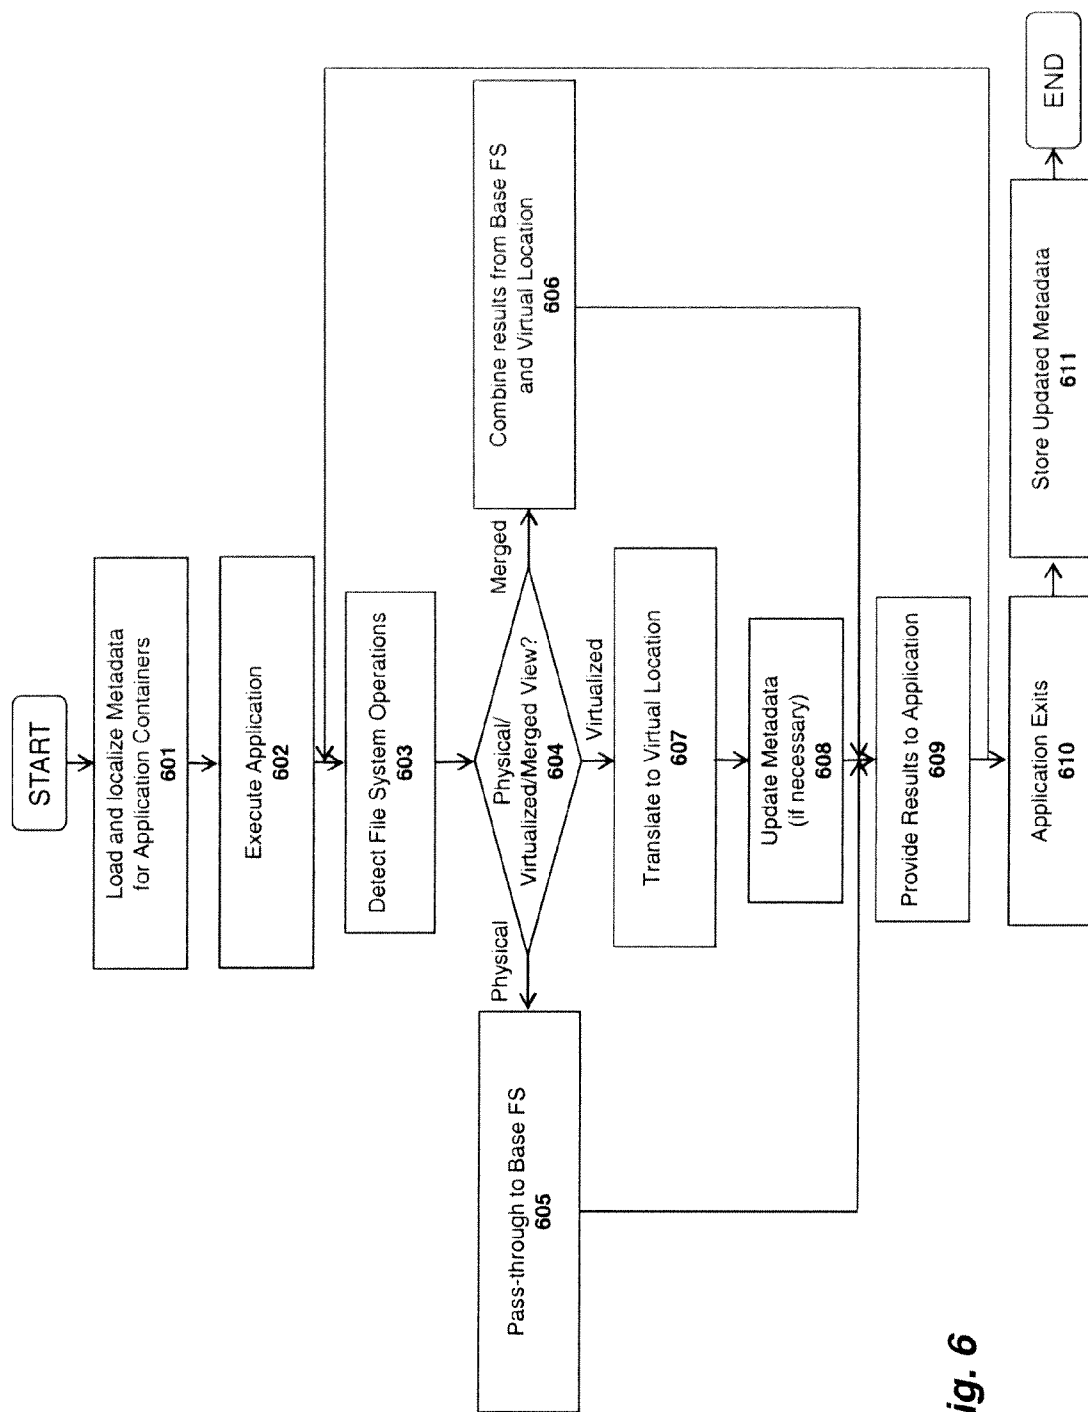 START
Load and localize Metadata
for Application Containers
601
Execute Application
602
Detect File System Operations
603
Physical/
Virtualized/Merged View?
604
Physical
Merged
Virtualized
Pass-through to Base FS
605
Combine results from Base FS
and Virtual Location
606
Translate to Virtual Location
607
Update Metadata
(if necessary)
608
Provide Results to Application
609
Application Exits
610
Store Updated Metadata
611
END
ig. 6